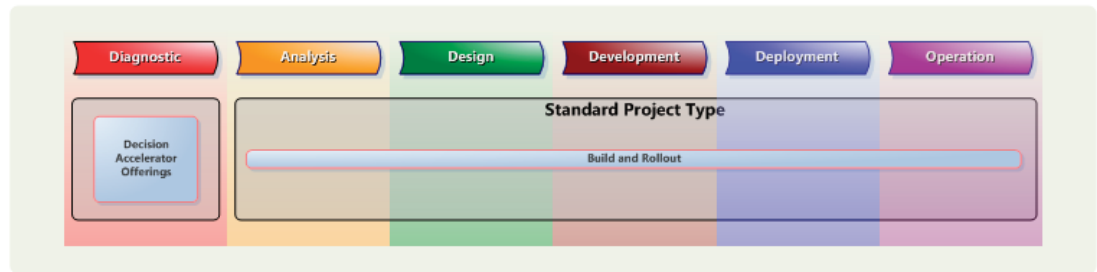 Diagnostic
Analysis
Design
Development
Deployment
Operation
Standard Project Type
Decision
Accelerator
Offerings
Build and Rollout